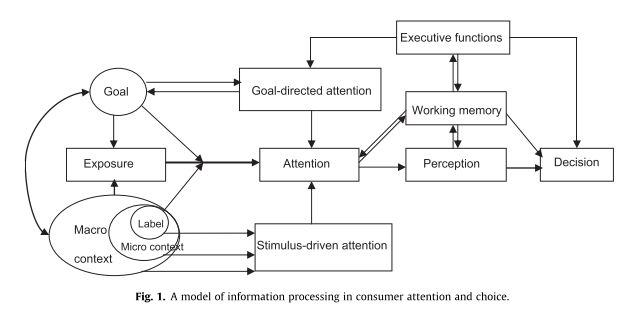 Executive functions
Goal
Goal-directed attention
Working memory
Exposure
Attention
Perception
Decision
Label
Macro
Micro context
context
Stimulus-driven attention
Fig. 1. A model of information processing in consumer attention and choice.